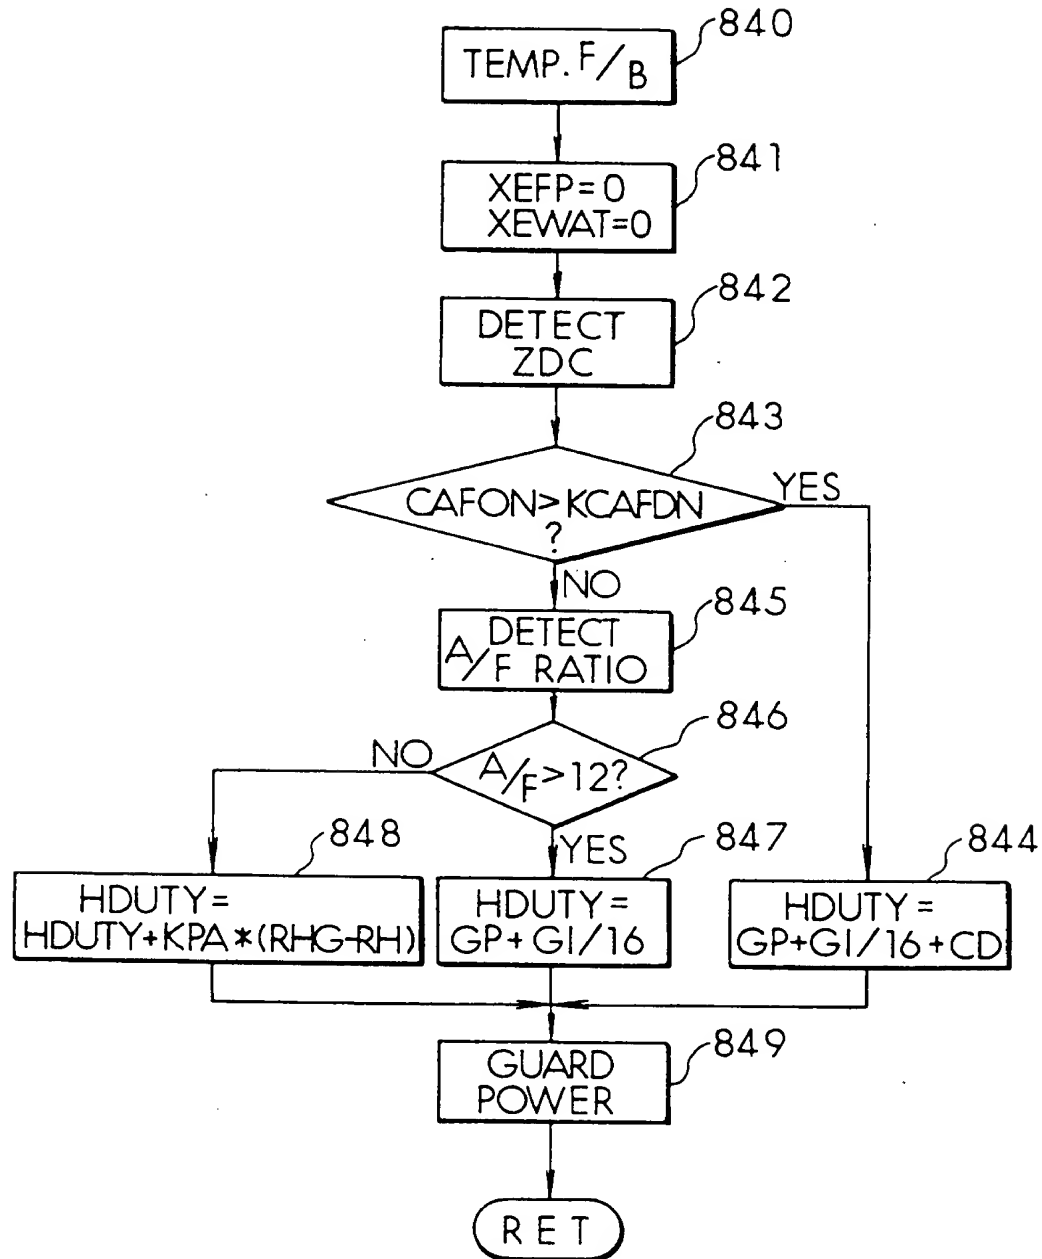 840
TEMP. F/B
841
XEFP=0
XEWAT=0
842
DETECT
ZDC
843
CAFON>KCAFDN
?
YES
NO
845
DETECT
A/F RATIO
846
NO
A/F>12?
YES
848
HDUTY=
HDUTY+KPA*(RHG-RH)
847
HDUTY=
GP+GI/16
844
HDUTY=
GP+GI/16+CD
849
GUARD
POWER
RET